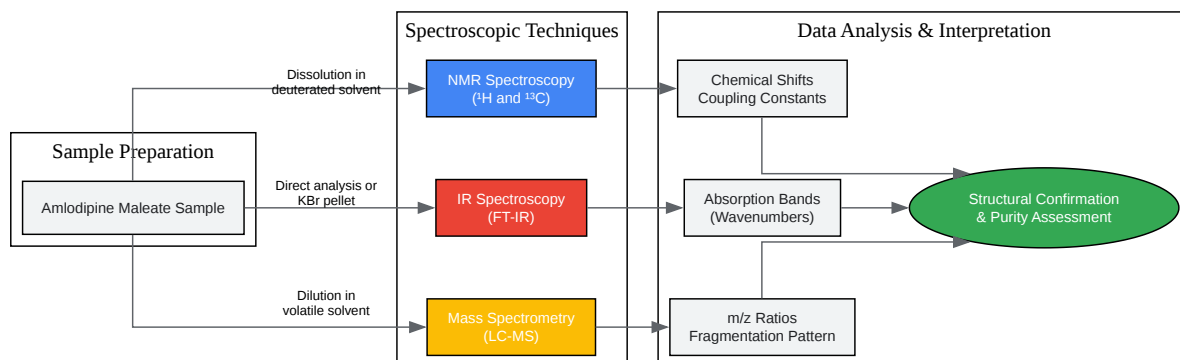 Spectroscopic Techniques
Data Analysis & Interpretation
Dissolution in
deuterated solvent
NMR Spectroscopy
(¹H and ¹³C)
Chemical Shifts
Coupling Constants
Sample Preparation
Amlodipine Maleate Sample
Direct analysis or
KBr pellet
IR Spectroscopy
(FT-IR)
Absorption Bands
(Wavenumbers)
Structural Confirmation
& Purity Assessment
Dilution in
volatile solvent
Mass Spectrometry
(LC-MS)
m/z Ratios
Fragmentation Pattern